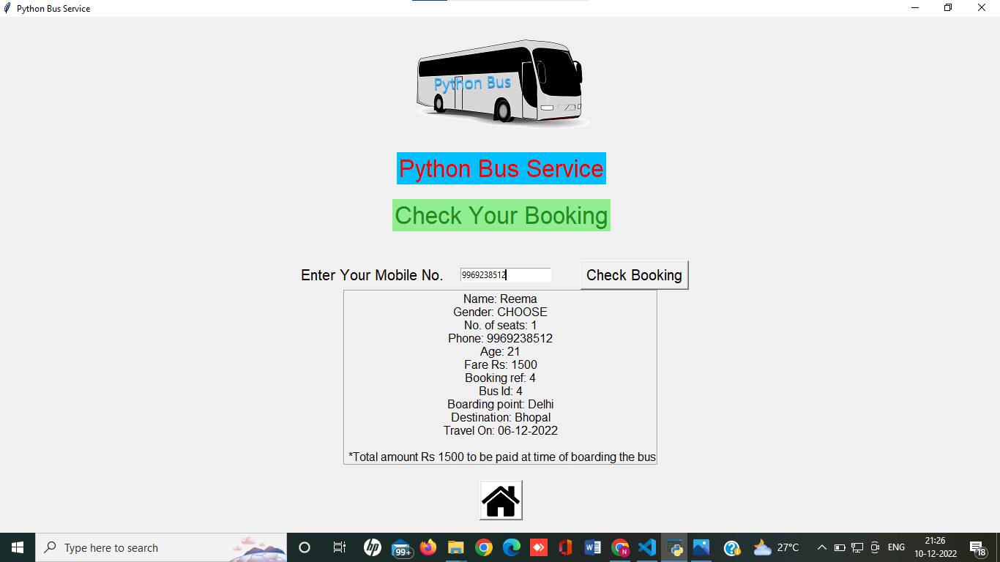 Python Bus Service
Python Bus
Python Bus Service
Check Your Booking
Enter Your Mobile No. 9969238512 Check Booking
Name: Reema
Gender: CHOOSE
No. of seats: 1
Phone: 9969238512
Age: 21
Fare Rs: 1500
Booking ref: 4
Bus Id: 4
Boarding point: Delhi
Destination: Bhopal
Travel On: 06-12-2022
*Total amount Rs 1500 to be paid at time of boarding the bus
Type here to search hp 99+ W N 27°C ENG 21:26
10-12-2022 18